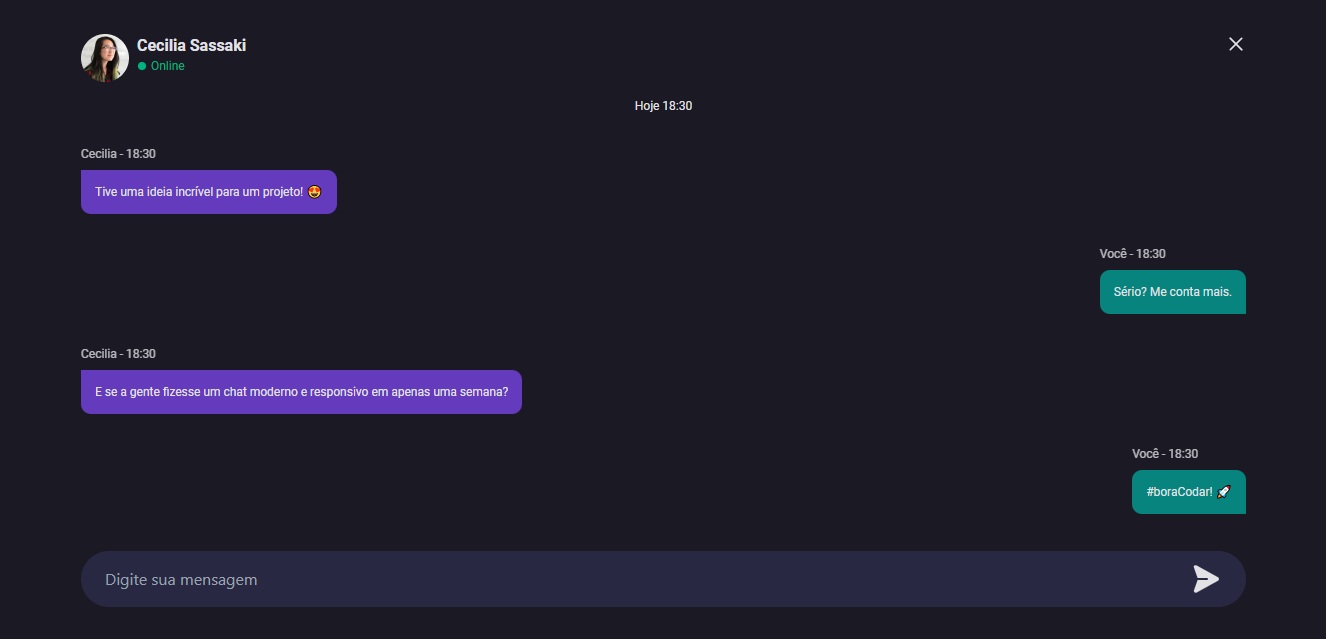 Cecilia Sassaki
Online
Hoje 18:30
Cecilia - 18:30
Tive uma ideia incrível para um projeto! 🤩
Você - 18:30
Sério? Me conta mais.
Cecilia - 18:30
E se a gente fizesse um chat moderno e responsivo em apenas uma semana?
Você - 18:30
#boraCodar! 🚀
Digite sua mensagem